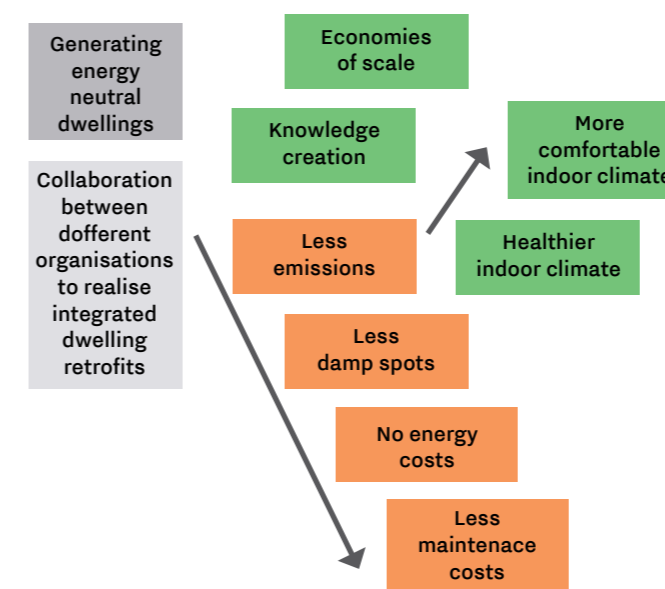 Generating
energy
neutral
dwellings
Collaboration
between
dofferent
organisations
to realise
integrated
dwelling
retrofits
Economies
of scale
Knowledge
creation
Less
emissions
Less
damp spots
No energy
costs
Less
maintenace
costs
More
comfortable
indoor climate
Healthier
indoor climate